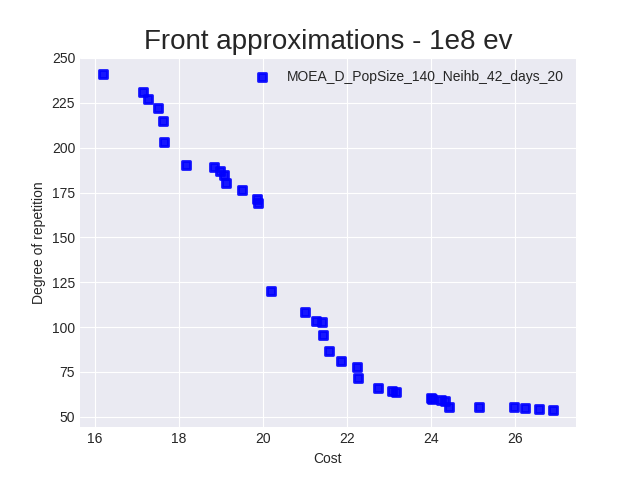 Front approximations - 1e8 ev
MOEA_D_PopSize_140_Neihb_42_days_20
250
225
200
175
150
125
100
75
50
Degree of repetition
16 18 20 22 24 26
Cost